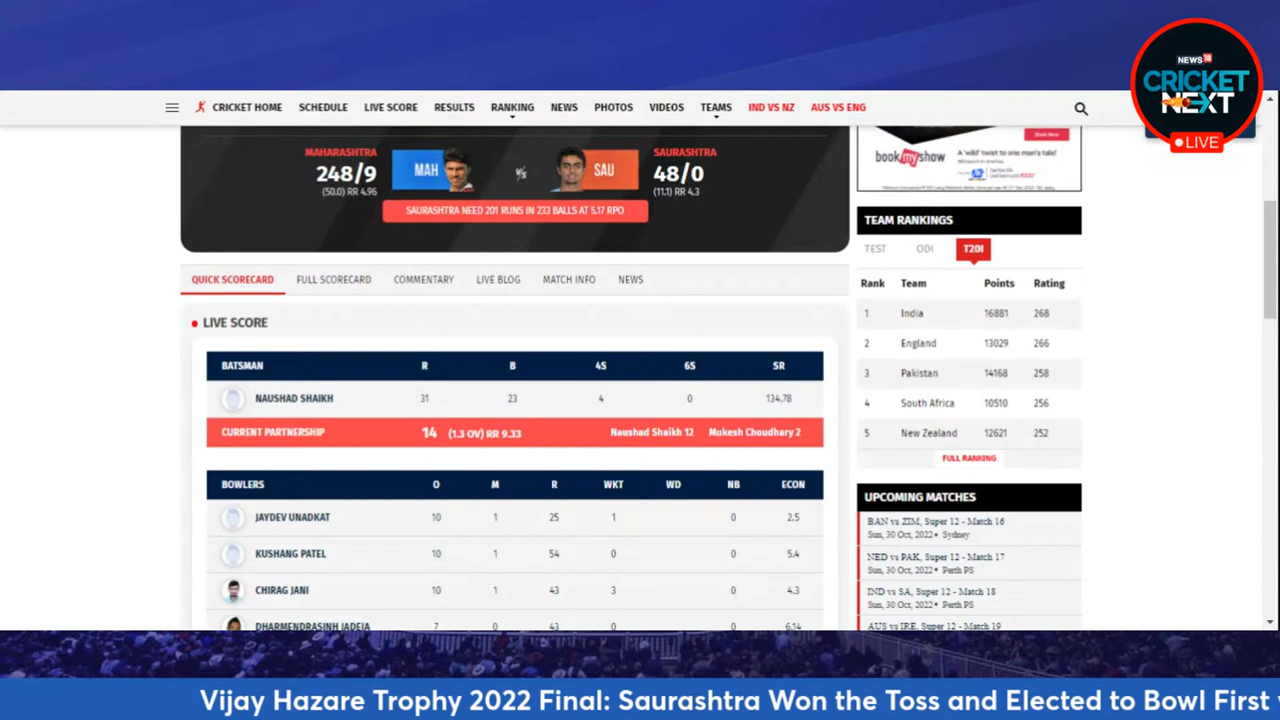 NEWS 18
CRICKET
NEXT
LIVE
CRICKET HOME SCHEDULE LIVE SCORE RESULTS RANKING NEWS PHOTOS VIDEOS TEAMS IND VS NZ AUS VS ENG
MAHARASHTRA
248/9
(50.0) RR 4.96
MAH
VS
SAU
SAURASHTRA
48/0
(11.1) RR 4.3
SAURASHTRA NEED 201 RUNS IN 233 BALLS AT 5.17 RPO
Book Now
bookmyshow
A 'wild' twist to one man's tale!
QUICK SCORECARD FULL SCORECARD COMMENTARY LIVE BLOG MATCH INFO NEWS
LIVE SCORE
BATSMAN R B 4S 6S SR
NAUSHAD SHAIKH 31 23 4 0 134.78
CURRENT PARTNERSHIP 14 (1.3 OV) RR 9.33 Naushad Shaikh 12 Mukesh Choudhary 2
BOWLERS O M R WKT WD NB ECON
JAYDEV UNADKAT 10 1 25 1 0 2.5
KUSHANG PATEL 10 1 54 0 0 5.4
CHIRAG JANI 10 1 43 3 0 4.3
DHARMENDRASINH JADEJA 7 0 43 0 0 6.14
TEAM RANKINGS
TEST ODI T20I
Rank Team Points Rating
1 India 16881 268
2 England 13029 266
3 Pakistan 14168 258
4 South Africa 10510 256
5 New Zealand 12621 252
FULL RANKING
UPCOMING MATCHES
BAN vs ZIM, Super 12 - Match 16
Sun, 30 Oct, 2022 • Sydney
NED vs PAK, Super 12 - Match 17
Sun, 30 Oct, 2022 • Perth PS
IND vs SA, Super 12 - Match 18
Sun, 30 Oct, 2022 • Perth PS
AUS vs IRE, Super 12 - Match 19
Vijay Hazare Trophy 2022 Final: Saurashtra Won the Toss and Elected to Bowl First